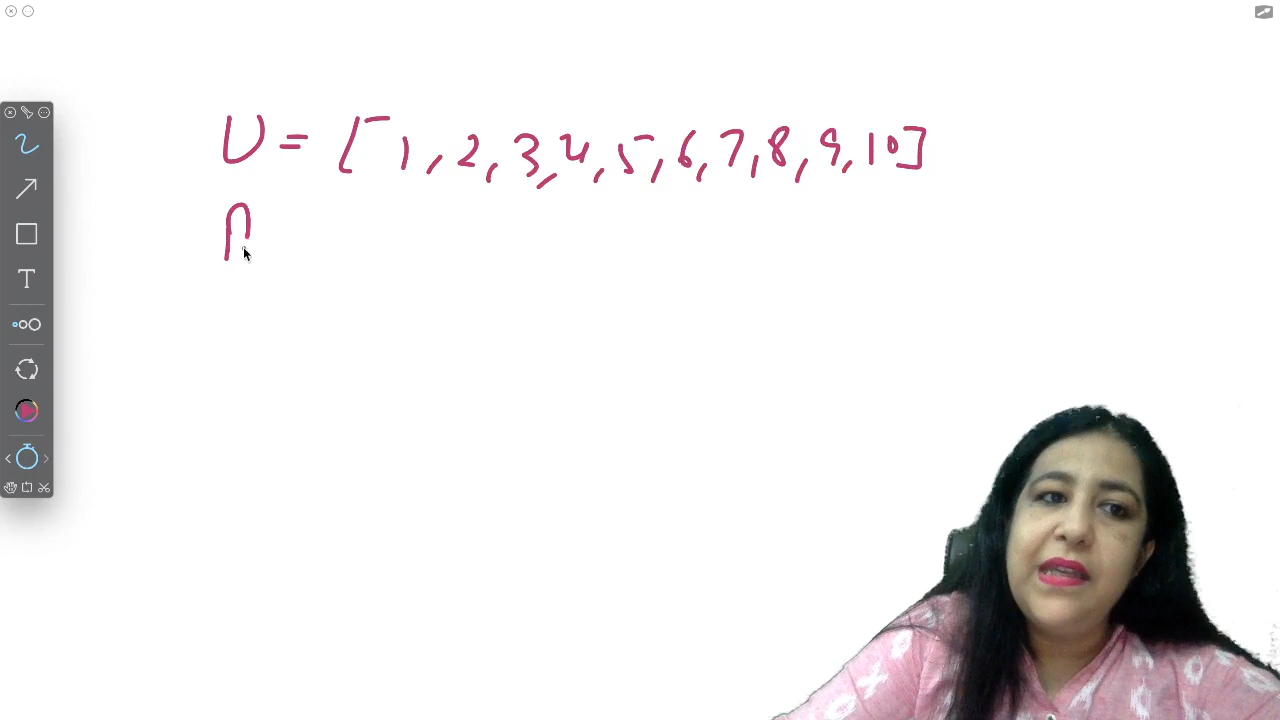 U = [ 1, 2, 3, 4, 5, 6, 7, 8, 9, 10]